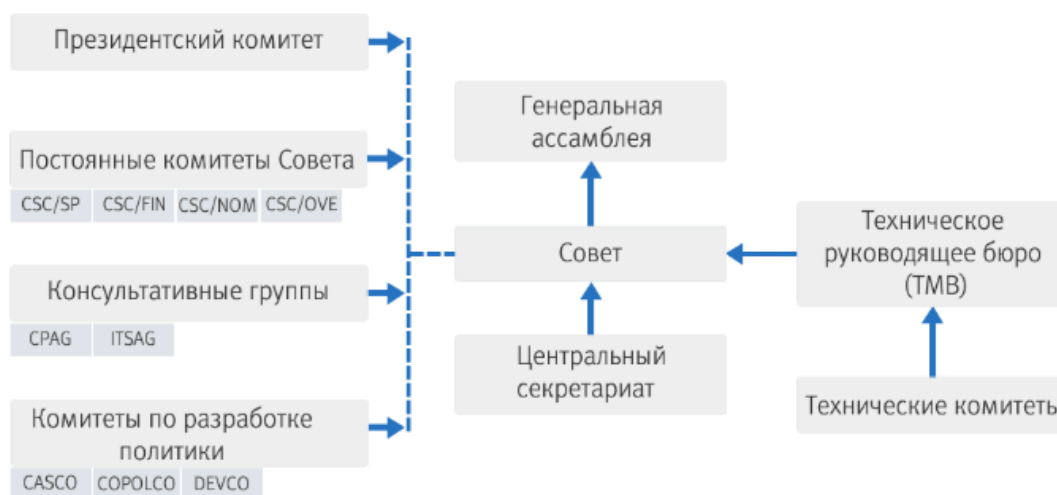 Президентский комитет
Постоянные комитеты Совета
CSC/SP CSC/FIN CSC/NOM CSC/OVE
Консультативные группы
CPAG ITSAG
Комитеты по разработке
политики
CASCO COPOLCO DEVCO
Генеральная
ассамблея
Совет
Центральный
секретариат
Техническое
руководящее бюро
(ТМВ)
Технические комитеты